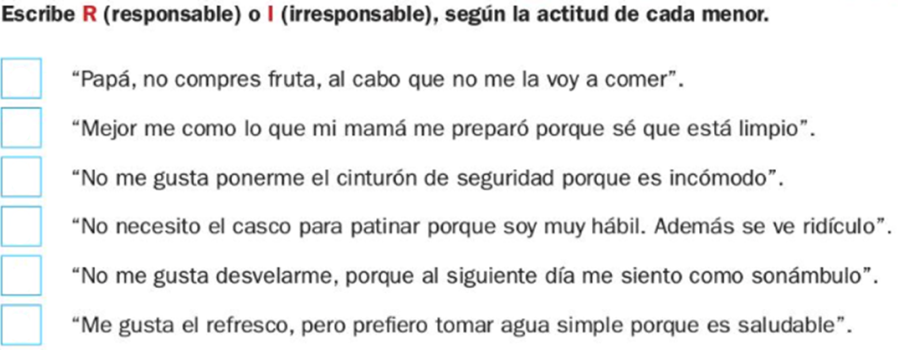 Escribe R (responsable) o I (irresponsable), según la actitud de cada menor.
“Papá, no compres fruta, al cabo que no me la voy a comer”.
“Mejor me como lo que mi mamá me preparó porque sé que está limpio”.
“No me gusta ponerme el cinturón de seguridad porque es incómodo”.
“No necesito el casco para patinar porque soy muy hábil. Además se ve ridículo”.
“No me gusta desvelarme, porque al siguiente día me siento como sonámbulo”.
“Me gusta el refresco, pero prefiero tomar agua simple porque es saludable”.